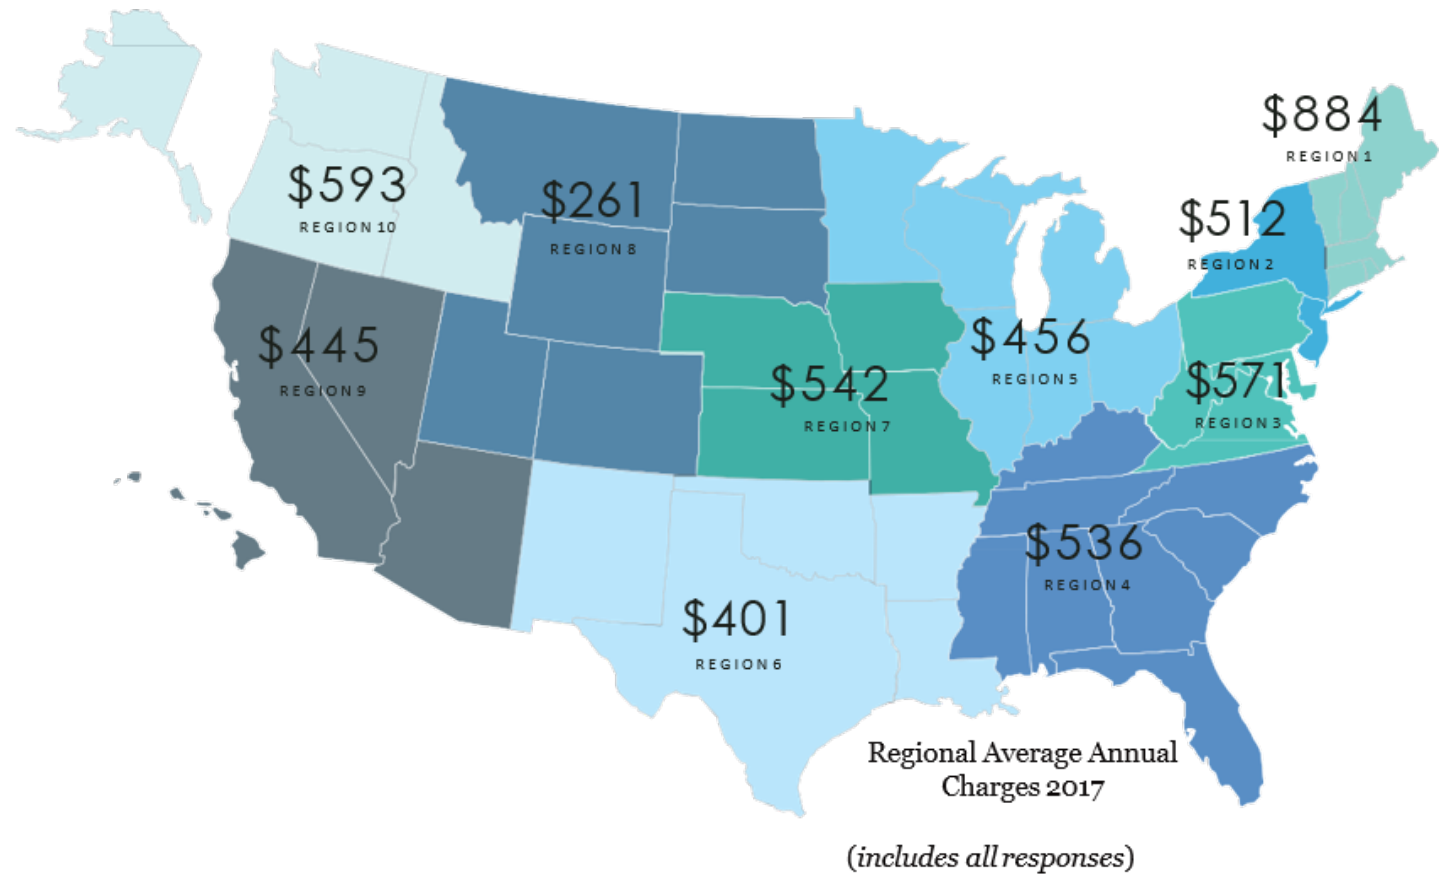 $884
REGION 1
$593
REGION 10
$261
REGION 8
$512
REGION 2
$445
REGION 9
$456
REGION 5
$542
REGION 7
$571
REGION 3
$536
REGION 4
$401
REGION 6
Regional Average Annual
Charges 2017
(includes all responses)